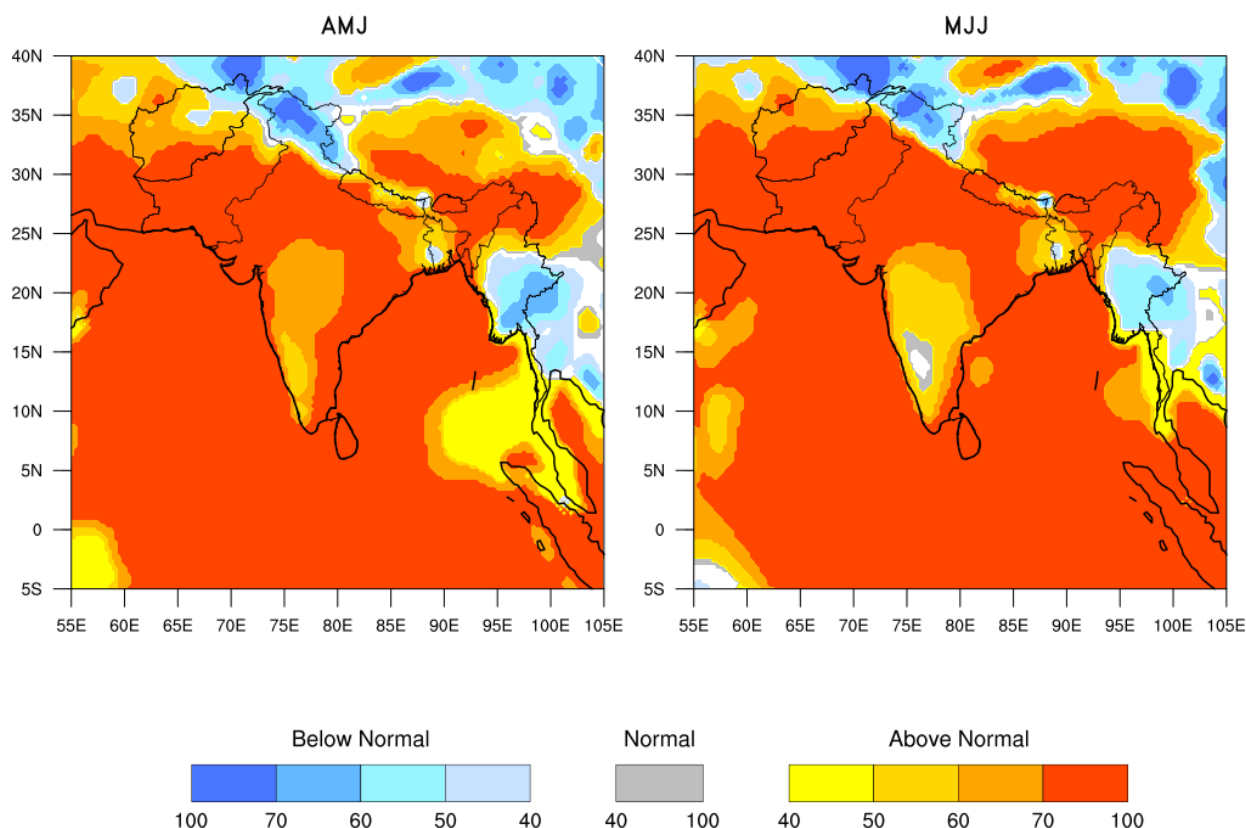 AMJ
MJJ
40N
35N
30N
25N
20N
15N
10N
5N
0
5S
55E 60E 65E 70E 75E 80E 85E 90E 95E 100E 105E
40N
35N
30N
25N
20N
15N
10N
5N
0
5S
55E 60E 65E 70E 75E 80E 85E 90E 95E 100E 105E
Below Normal
100 70 60 50 40
Normal
40 100
Above Normal
40 50 60 70 100